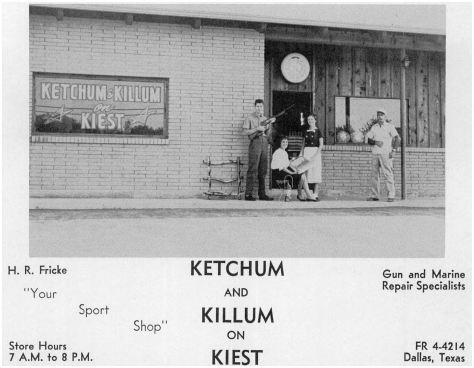 KETCHUM & KILLUM
on
KIEST
H. R. Fricke
"Your
Sport
Shop"
Store Hours
7 A.M. to 8 P.M.
KETCHUM
AND
KILLUM
ON
KIEST
Gun and Marine
Repair Specialists
FR 4-4214
Dallas, Texas